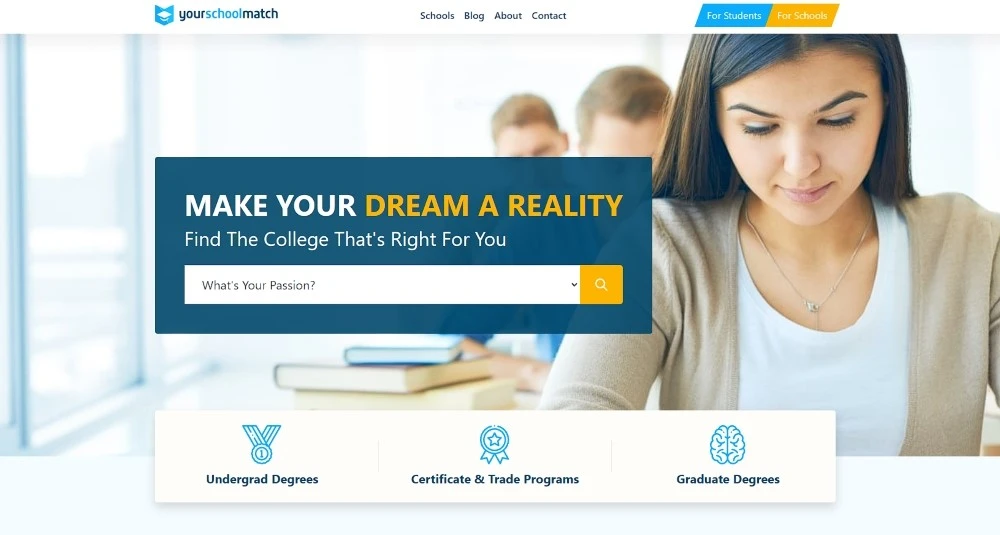 yourschoolmatch
Schools Blog About Contact
For Students For Schools
MAKE YOUR DREAM A REALITY
Find The College That's Right For You
What's Your Passion?
1
Undergrad Degrees
Certificate & Trade Programs
Graduate Degrees